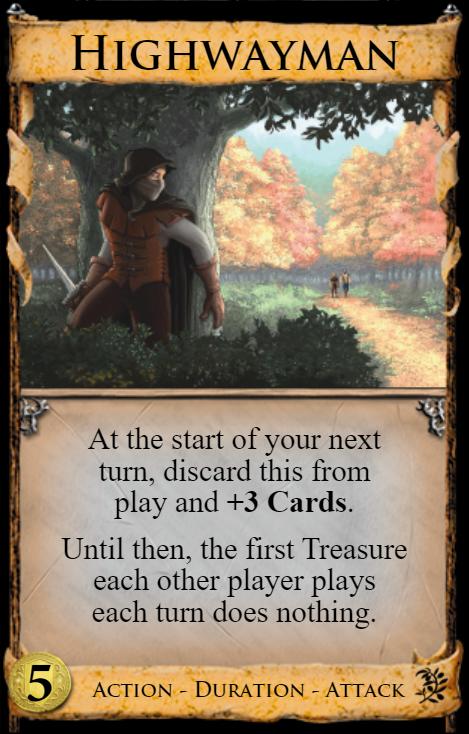 Highwayman
At the start of your next
turn, discard this from
play and +3 Cards.
Until then, the first Treasure
each other player plays
each turn does nothing.
5
Action - Duration - Attack